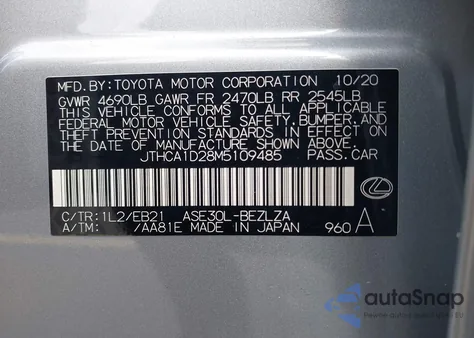 MFD. BY: TOYOTA MOTOR CORPORATION 10/20
GVWR 4690LB GAWR FR 2470LB RR 2545LB
THIS VEHICLE CONFORMS TO ALL APPLICABLE
FEDERAL MOTOR VEHICLE SAFETY, BUMPER, AND
THEFT PREVENTION STANDARDS IN EFFECT ON
THE DATE OF MANUFACTURE SHOWN ABOVE.
JTHCA1D28M5109485 PASS.CAR
C/TR: 1L2/EB21 ASE30L-BEZLZA
A/TM: /AA81E MADE IN JAPAN 960 A
autoSnap